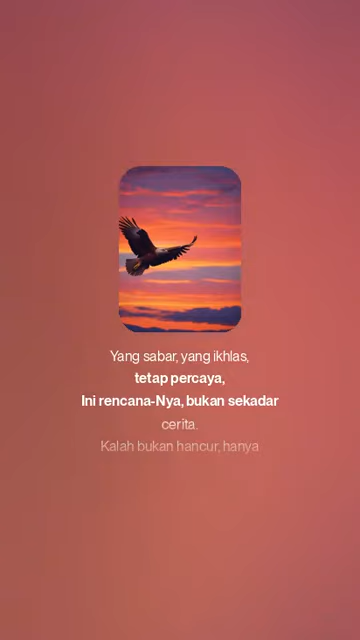 Yang sabar, yang ikhlas,
tetap percaya,
Ini rencana-Nya, bukan sekadar
cerita.
Kalah bukan hancur, hanya